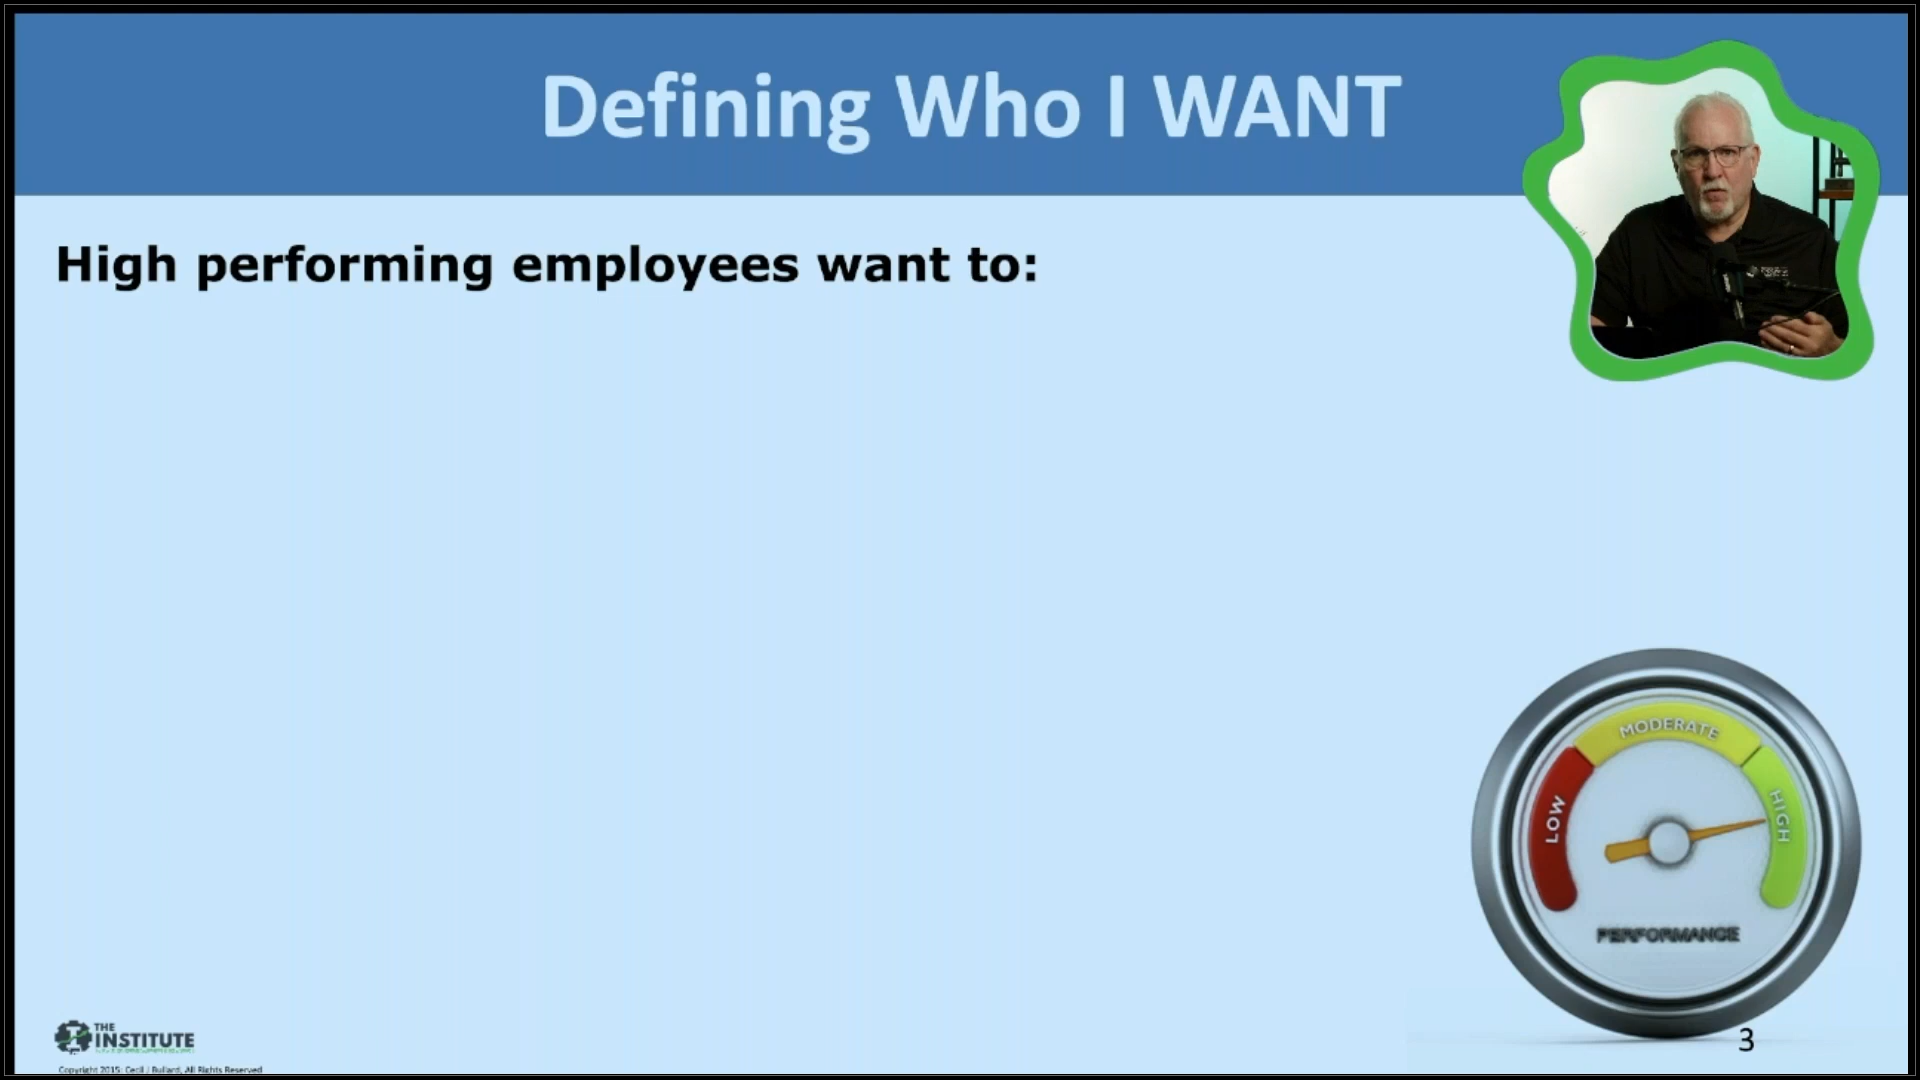 Defining Who I WANT
High performing employees want to:
MODERATE
LOW
HIGH
PERFORMANCE
THE
INSTITUTE
3
Copyright 2015: Cecil J Bullard, All Rights Reserved